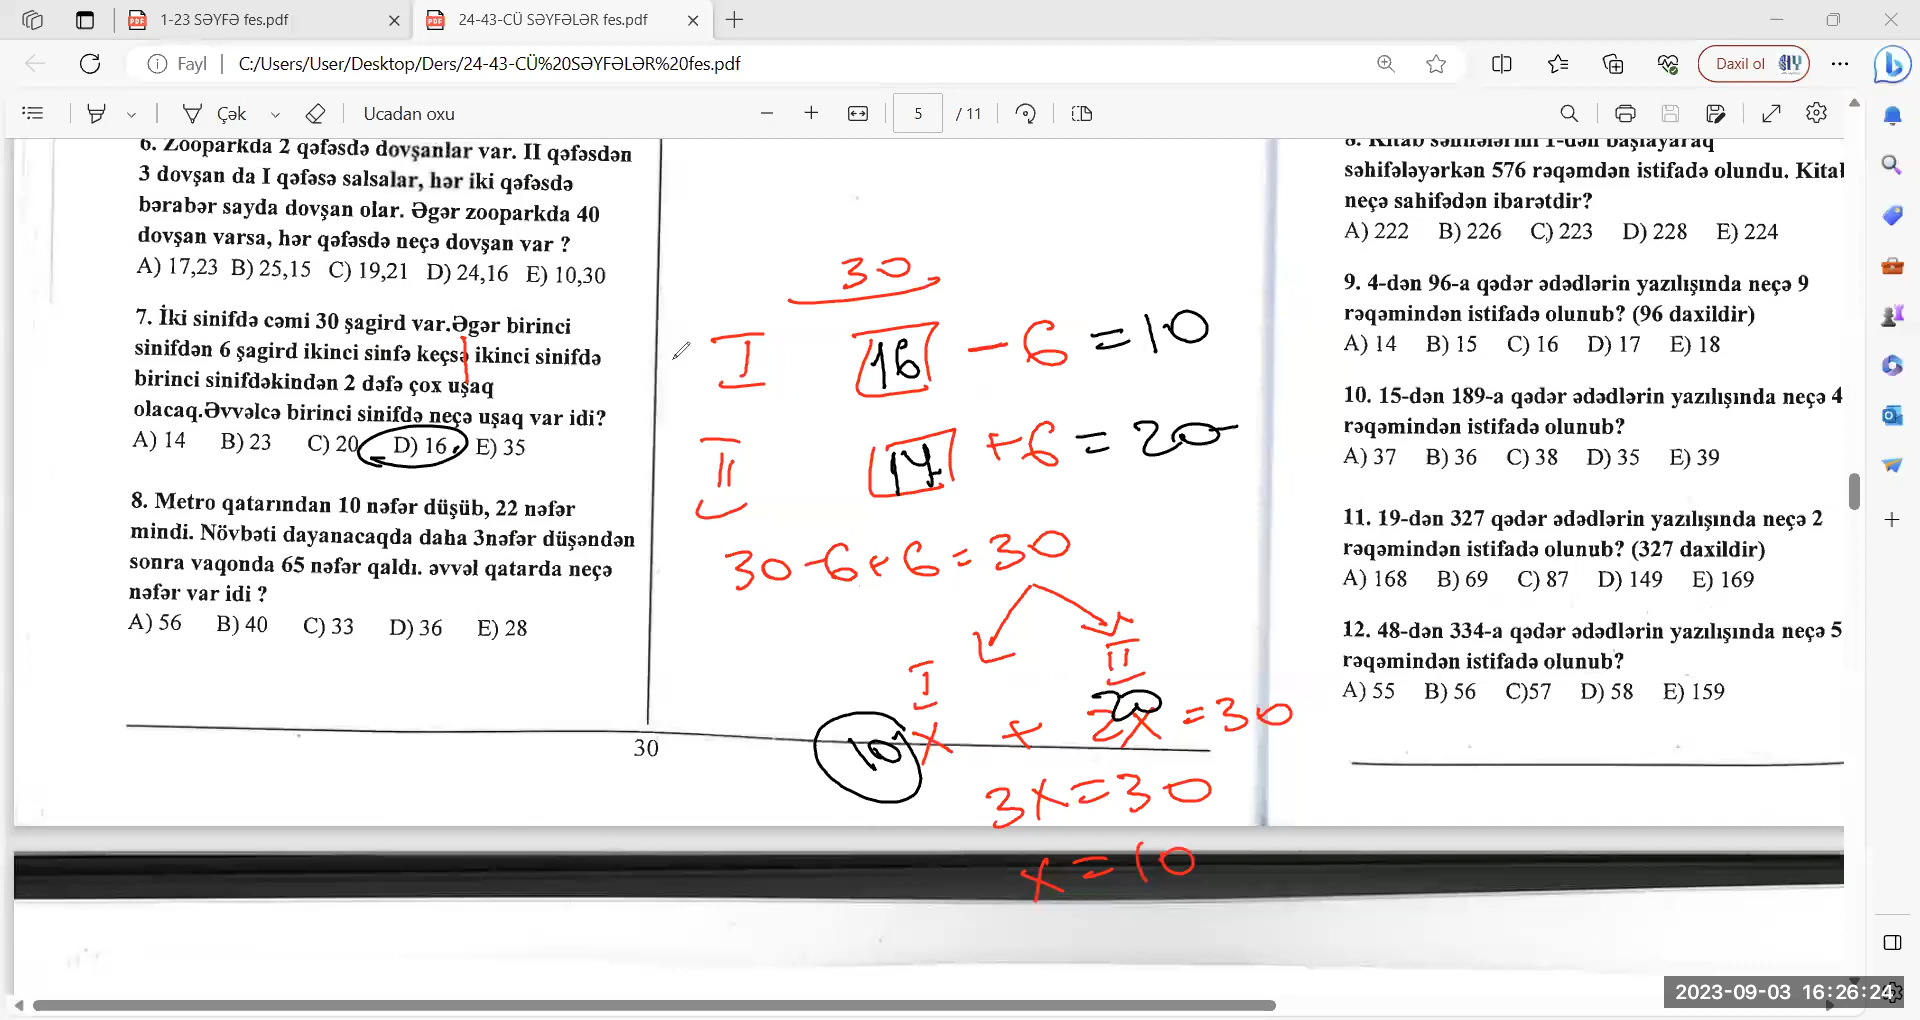 1-23 SƏYFƏ fes.pdf
24-43-CÜ SƏYFƏLƏR fes.pdf
Fayl
C:/Users/User/Desktop/Ders/24-43-CÜ%20SƏYFƏLƏR%20fes.pdf
Daxil ol
Çək
Ucadan oxu
5
/ 11
6. Zooparkda 2 qəfəsdə dovşanlar var. II qəfəsdən
3 dovşan da I qəfəsə salsalar, hər iki qəfəsdə
bərabər sayda dovşan olar. Əgər zooparkda 40
dovşan varsa, hər qəfəsdə neçə dovşan var ?
A) 17,23 B) 25,15 C) 19,21 D) 24,16 E) 10,30
7. İki sinifdə cəmi 30 şagird var.Əgər birinci
sinifdən 6 şagird ikinci sinfə keçsə ikinci sinifdə
birinci sinifdəkindən 2 dəfə çox uşaq
olacaq.Əvvəlcə birinci sinifdə neçə uşaq var idi?
A) 14 B) 23 C) 20 D) 16 E) 35
8. Metro qatarından 10 nəfər düşüb, 22 nəfər
mindi. Növbəti dayanacaqda daha 3nəfər düşəndən
sonra vaqonda 65 nəfər qaldı. əvvəl qatarda neçə
nəfər var idi ?
A) 56 B) 40 C) 33 D) 36 E) 28
30
30
I 16 - 6 = 10
II 14 + 6 = 20
30-6+6=30
I II
10 x + 2x = 30
20
3x=30
x=10
8. Kitab səhifələrini 1-dən başlayaraq
səhifələyərkən 576 rəqəmdən istifadə olundu. Kitab
neçə sahifədən ibarətdir?
A) 222 B) 226 C) 223 D) 228 E) 224
9. 4-dən 96-a qədər ədədlərin yazılışında neçə 9
rəqəmindən istifadə olunub? (96 daxildir)
A) 14 B) 15 C) 16 D) 17 E) 18
10. 15-dən 189-a qədər ədədlərin yazılışında neçə 4
rəqəmindən istifadə olunub?
A) 37 B) 36 C) 38 D) 35 E) 39
11. 19-dən 327 qədər ədədlərin yazılışında neçə 2
rəqəmindən istifadə olunub? (327 daxildir)
A) 168 B) 69 C) 87 D) 149 E) 169
12. 48-dən 334-a qədər ədədlərin yazılışında neçə 5
rəqəmindən istifadə olunub?
A) 55 B) 56 C)57 D) 58 E) 159
2023-09-03 16:26:24